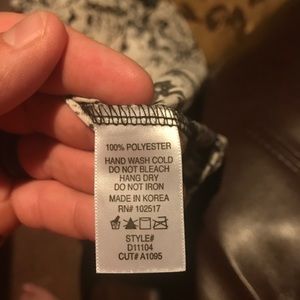 100% POLYESTER
HAND WASH COLD
DO NOT BLEACH
HANG DRY
DO NOT IRON
MADE IN KOREA
RN# 102517
STYLE#
D11104
CUT# A1095